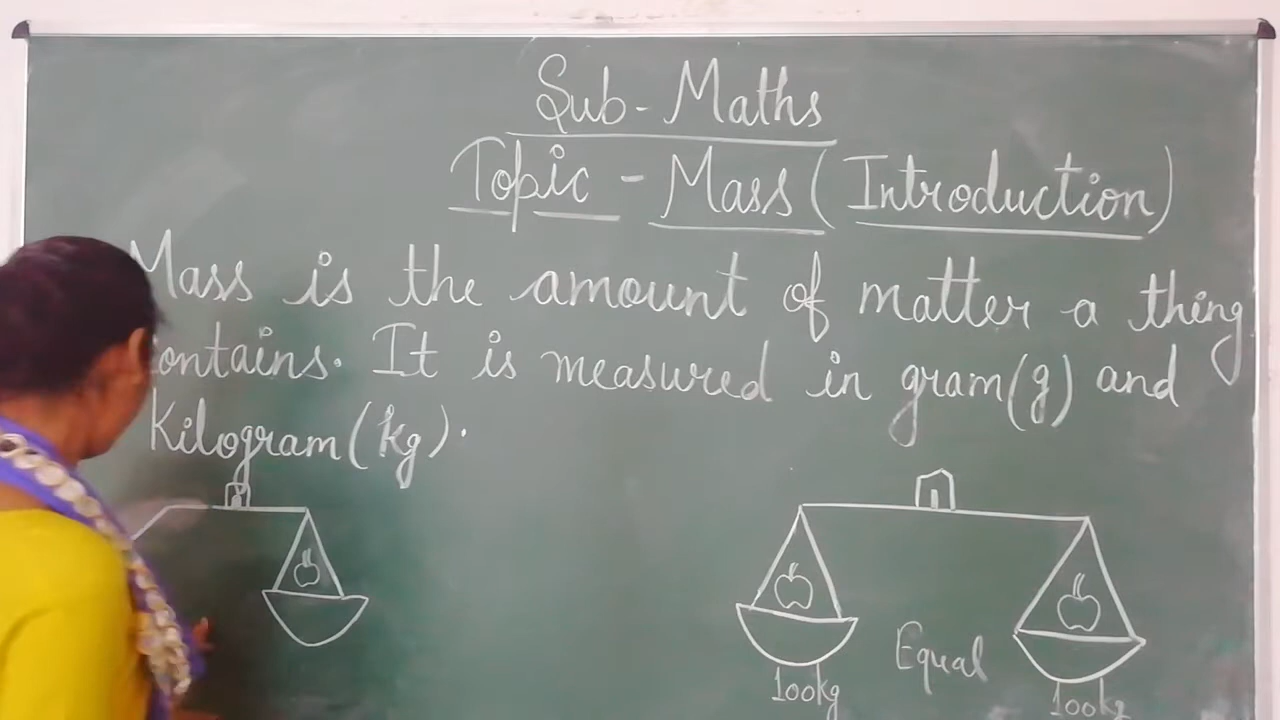 Sub-Maths
Topic - Mass (Introduction)
Mass is the amount of matter a thing
ontains. It is measured in gram(g) and
Kilogram (kg).
Equal
100kg
100kg